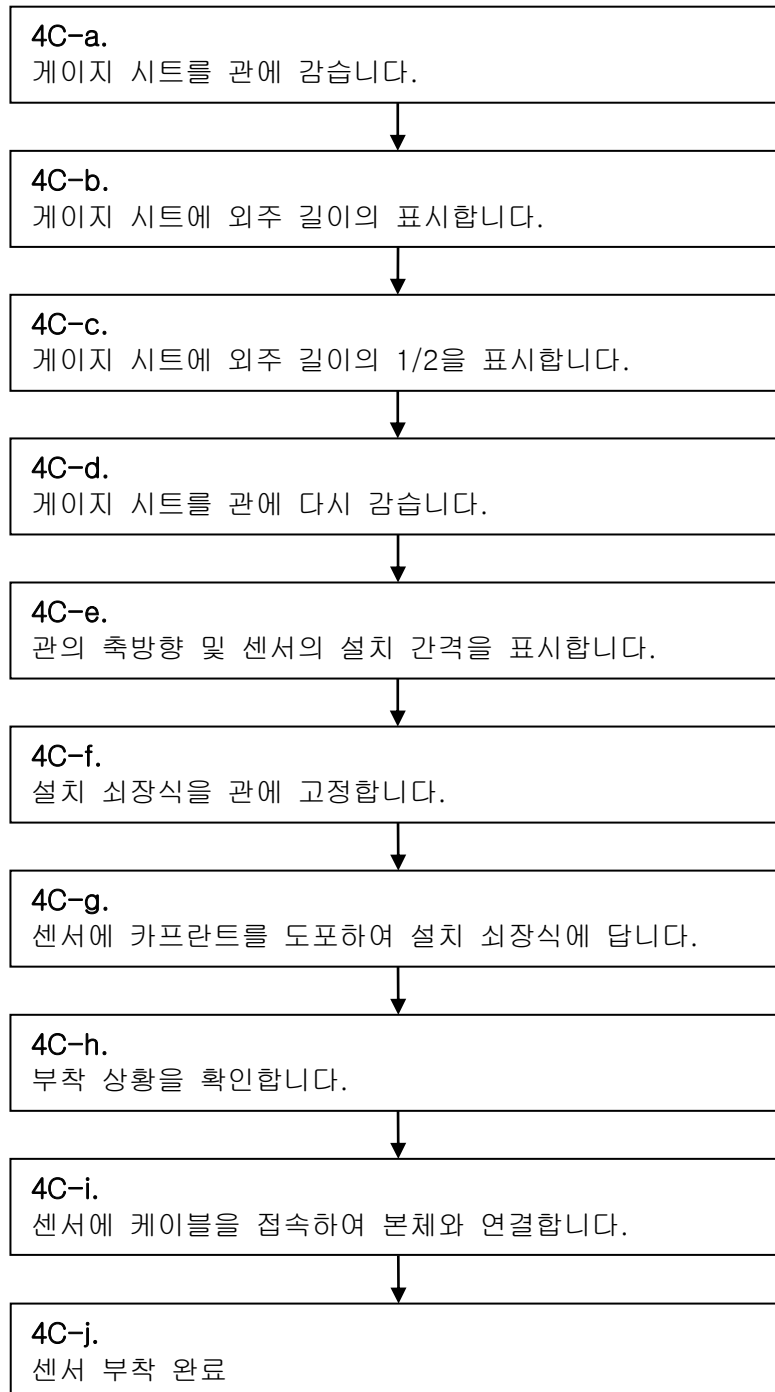 4C-a.
게이지 시트를 관에 감습니다.
4C-b.
게이지 시트에 외주 길이의 표시합니다.
4C-c.
게이지 시트에 외주 길이의 1/2을 표시합니다.
4C-d.
게이지 시트를 관에 다시 감습니다.
4C-e.
관의 축방향 및 센서의 설치 간격을 표시합니다.
4C-f.
설치 쇠장식을 관에 고정합니다.
4C-g.
센서에 카프란트를 도포하여 설치 쇠장식에 답니다.
4C-h.
부착 상황을 확인합니다.
4C-i.
센서에 케이블을 접속하여 본체와 연결합니다.
4C-j.
센서 부착 완료